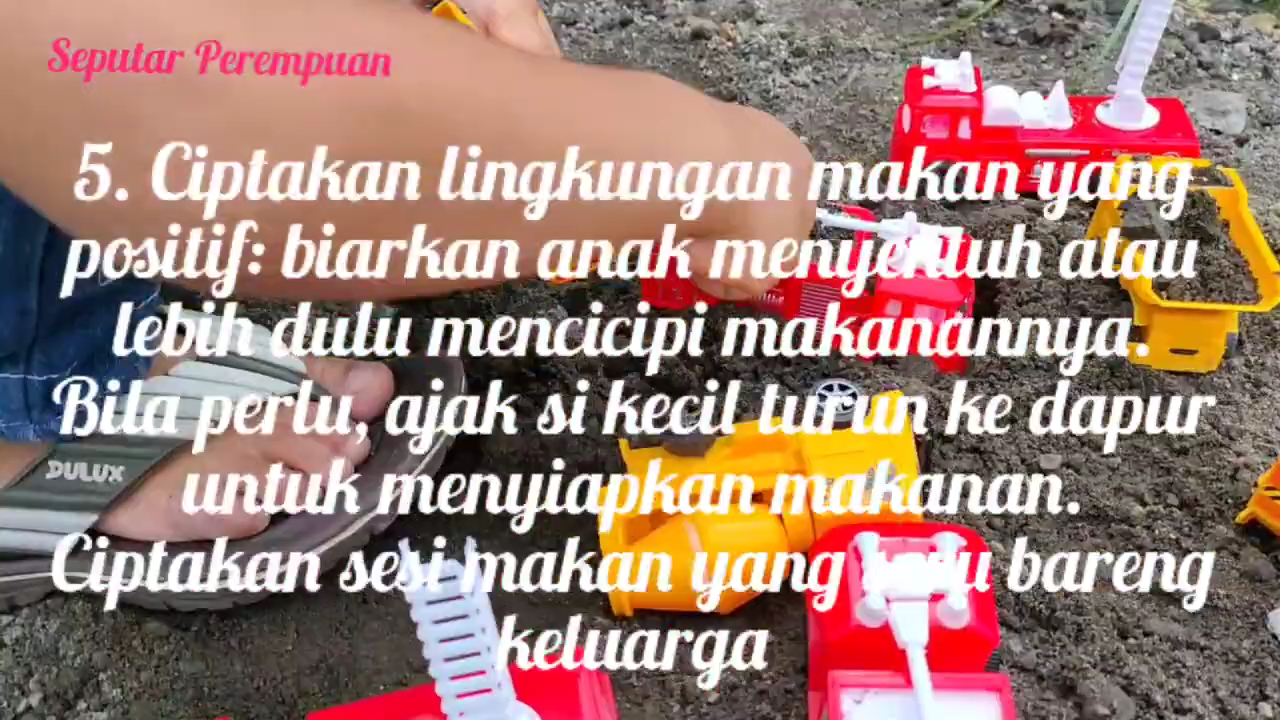 Seputar Perempuan
5. Ciptakan lingkungan makan yang
positif: biarkan anak menyentuh atau
lebih dulu mencicipi makanannya.
Bila perlu, ajak si kecil turun ke dapur
untuk menyiapkan makanan.
Ciptakan sesi makan yang seru bareng
keluarga
DULUX